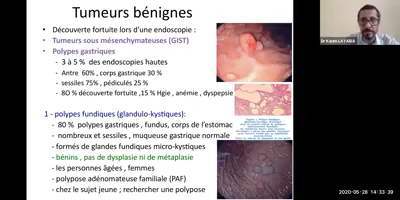 Tumeurs bénignes
Découverte fortuite lors d'une endoscopie :
Tumeurs sous mésenchymateuses (GIST)
Polypes gastriques
- 3 à 5 % des endoscopies hautes
- Antre 60% , corps gastrique 30 %
- sessiles 75% , pédiculés 25 %
- 80 % découverte fortuite ,15 % Hgie , anémie , dyspepsie
1 - polypes fundiques (glandulo-kystiques):
- 80 % polypes gastriques , fundus, corps de l'estomac
- nombreux et sessiles , muqueuse gastrique normale
- formés de glandes fundiques micro-kystiques
- bénins , pas de dysplasie ni de métaplasie
- les personnes âgées , femmes
- polypose adénomateuse familiale (PAF)
- chez le sujet jeune ; rechercher une polypose
Dr Karim LAYAIDA
2020-05-28 14:33:39